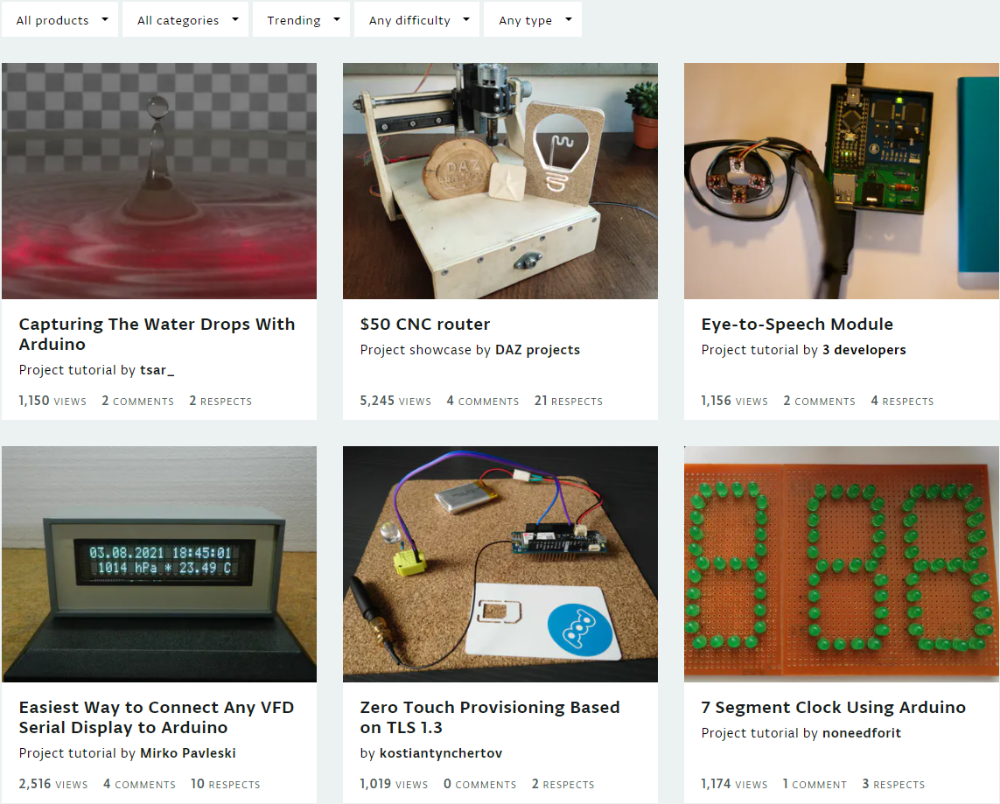 All products
All categories
Trending
Any difficulty
Any type
DAZ
Capturing The Water Drops With
Arduino
Project tutorial by tsar_
1,150 VIEWS 2 COMMENTS 2 RESPECTS
$50 CNC router
Project showcase by DAZ projects
5,245 VIEWS 4 COMMENTS 21 RESPECTS
Eye-to-Speech Module
Project tutorial by 3 developers
1,156 VIEWS 2 COMMENTS 4 RESPECTS
03.08.2021 18:45:01
1014 hPa * 23.49 C
pod
Easiest Way to Connect Any VFD
Serial Display to Arduino
Project tutorial by Mirko Pavleski
2,516 VIEWS 4 COMMENTS 10 RESPECTS
Zero Touch Provisioning Based
on TLS 1.3
by kostiantynchertov
1,019 VIEWS 0 COMMENTS 2 RESPECTS
7 Segment Clock Using Arduino
Project tutorial by noneedforit
1,174 VIEWS 1 COMMENT 3 RESPECTS